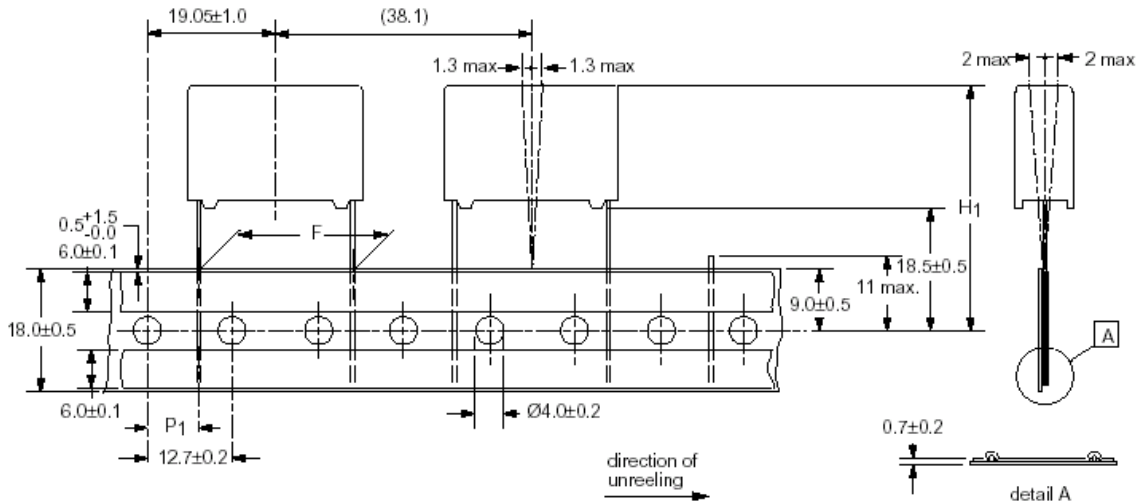 19.05±1.0
(38.1)
1.3 max
1.3 max
2 max
2 max
H1
0.5 +1.5 -0.0
6.0±0.1
F
18.5±0.5
11 max.
9.0±0.5
18.0±0.5
A
6.0±0.1
P1
Ø4.0±0.2
12.7±0.2
0.7±0.2
direction of
unreeling
detail A